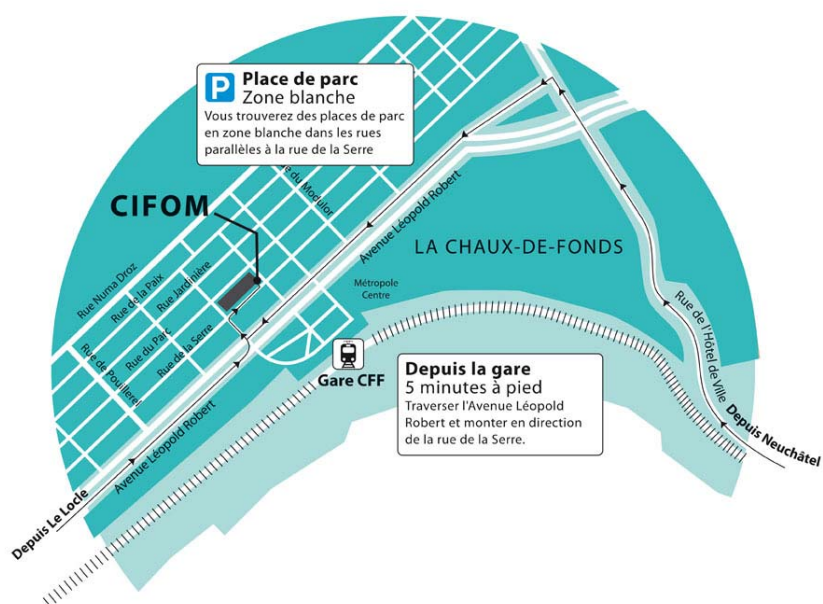 P
Place de parc
Zone blanche
Vous trouverez des places de parc
en zone blanche dans les rues
parallèles à la rue de la Serre
du Modulor
CIFOM
Avenue Léopold Robert
LA CHAUX-DE-FONDS
Rue Numa Droz
Rue de la Paix
Rue Jardinière
Métropole
Centre
Rue du Parc
Rue de la Serre
Rue de Pouillerel
Rue de l'Hôtel de Ville
Gare CFF
Depuis la gare
5 minutes à pied
Traverser l'Avenue Léopold
Robert et monter en direction
de la rue de la Serre.
Avenue Léopold Robert
Depuis Neuchâtel
Depuis Le Locle